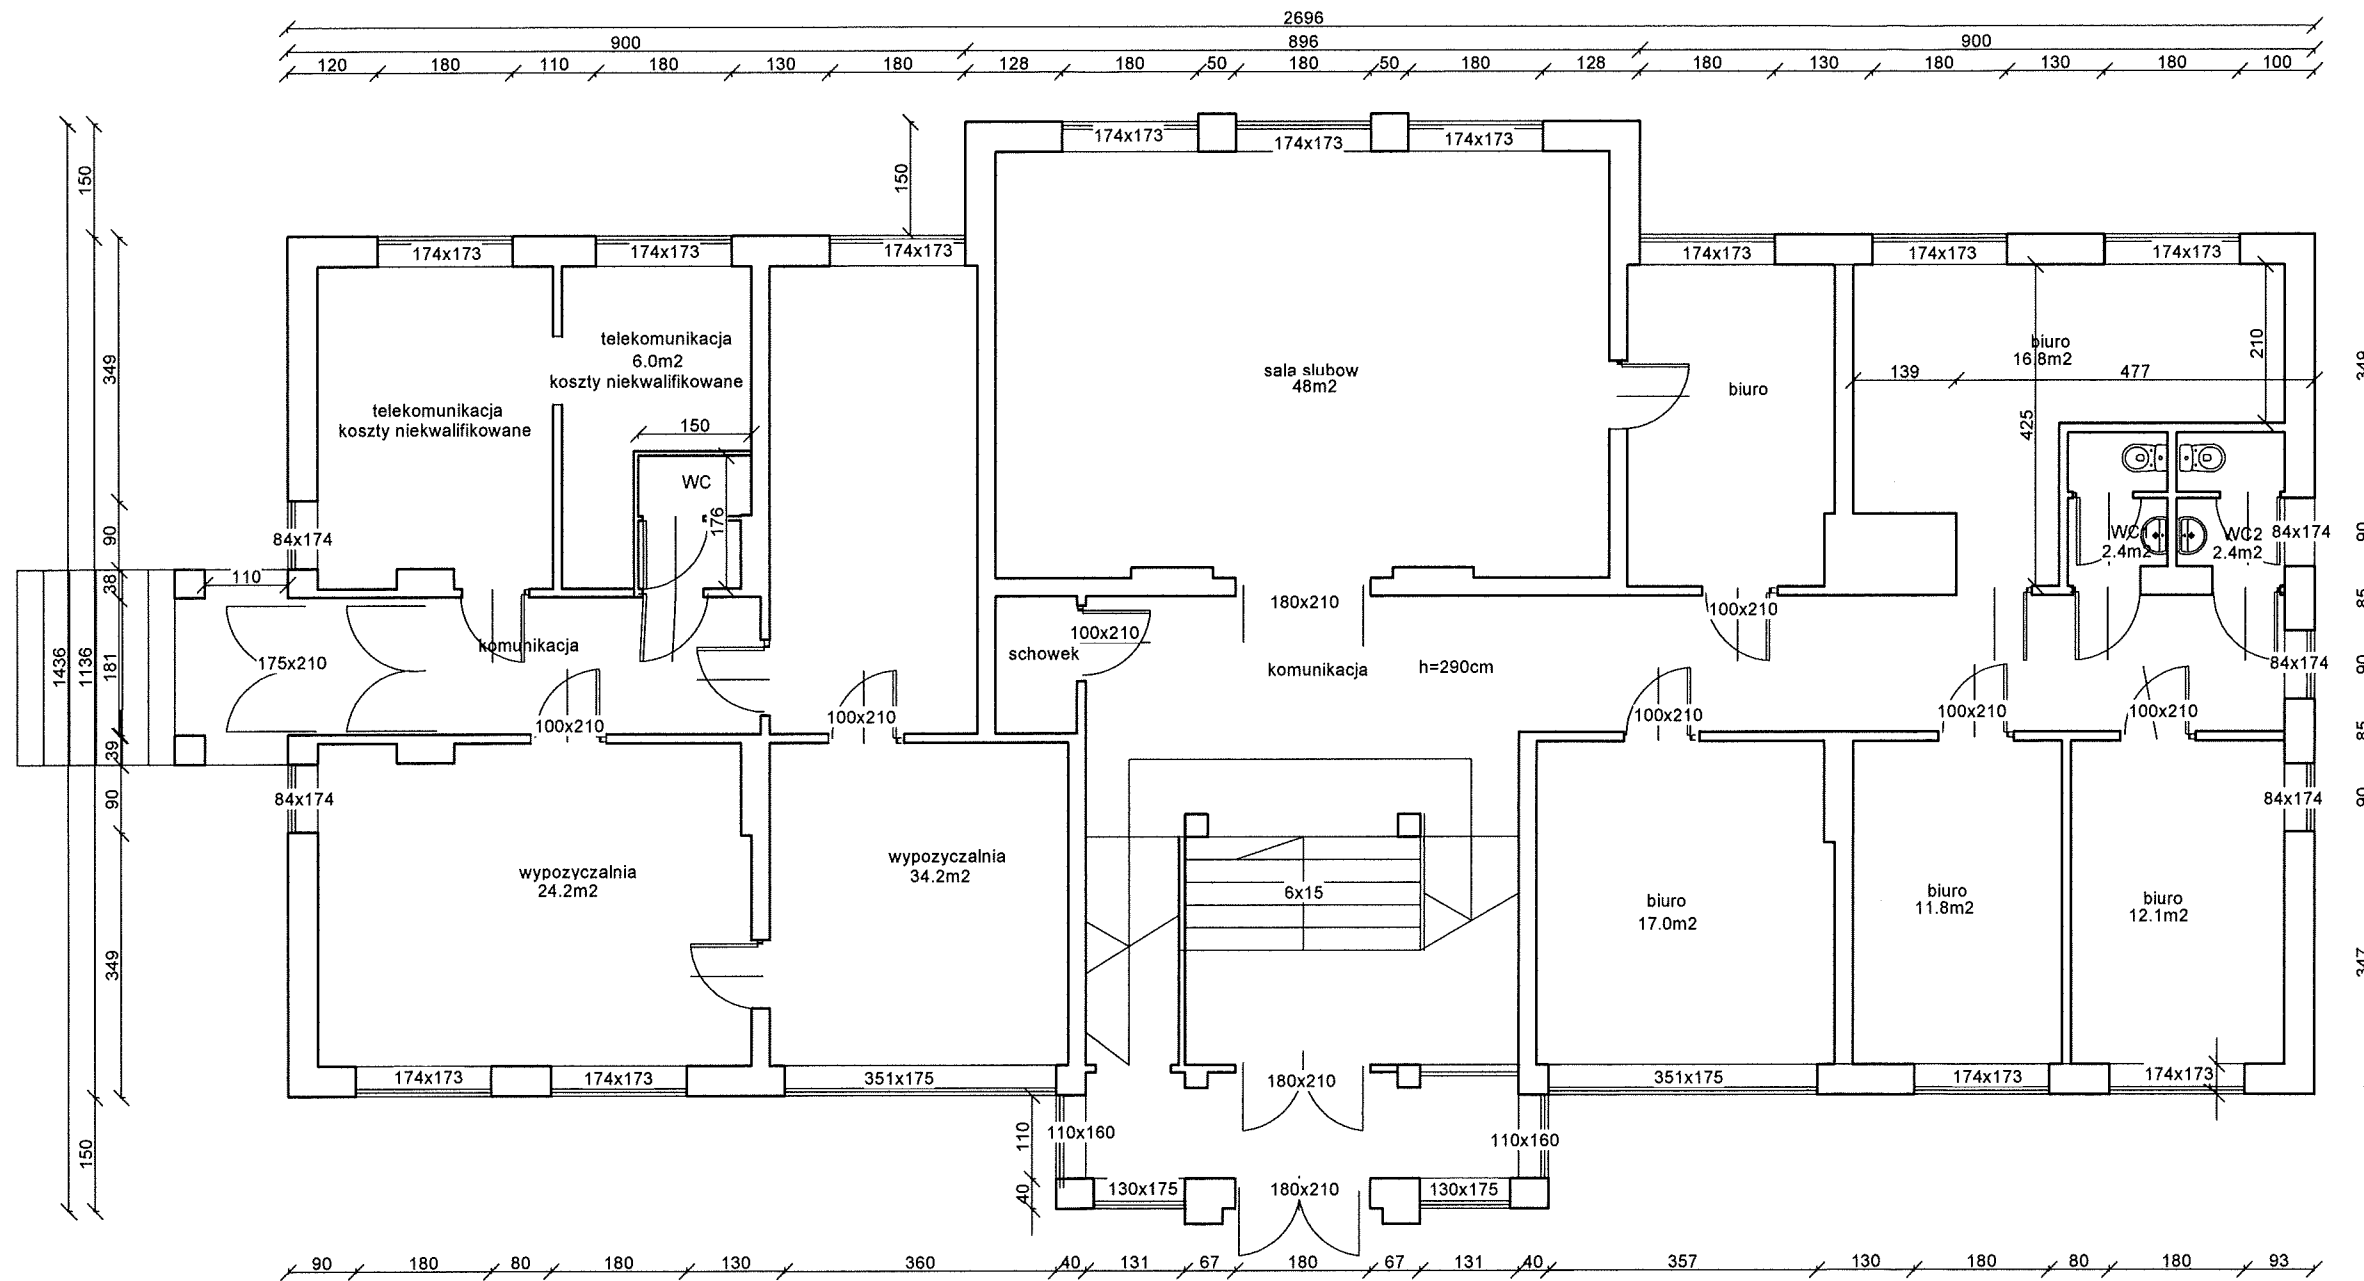 2696
900 896 900
120 180 110 180 130 180 128 180 50 180 50 180 128 180 130 180 130 180 100
174x173 174x173 174x173
150 150
174x173 174x173 174x173 174x173 174x173 174x173
telekomunikacja
6.0m2
koszty niekwalifikowane
telekomunikacja
koszty niekwalifikowane
sala slubow
48m2
biuro
biuro
16.8m2
210
139 477
425
349
349
150
WC
176
84x174
90
WC1
2.4m2
WC2
2.4m2
84x174
90
110
38
180x210
100x210
85
komunikacja
175x210
181
1436
1136
schowek
100x210
komunikacja h=290cm
84x174
90
100x210 100x210 100x210 100x210 100x210
39
85
84x174
90
84x174
90
wypozyczalnia
24.2m2
wypozyczalnia
34.2m2
6x15
biuro
17.0m2
biuro
11.8m2
biuro
12.1m2
349
347
174x173 174x173 351x175 180x210 351x175 174x173 174x173
110x160 110x160
110
150
40
130x175 180x210 130x175
90 180 80 180 130 360 40 131 67 180 67 131 40 357 130 180 80 180 93